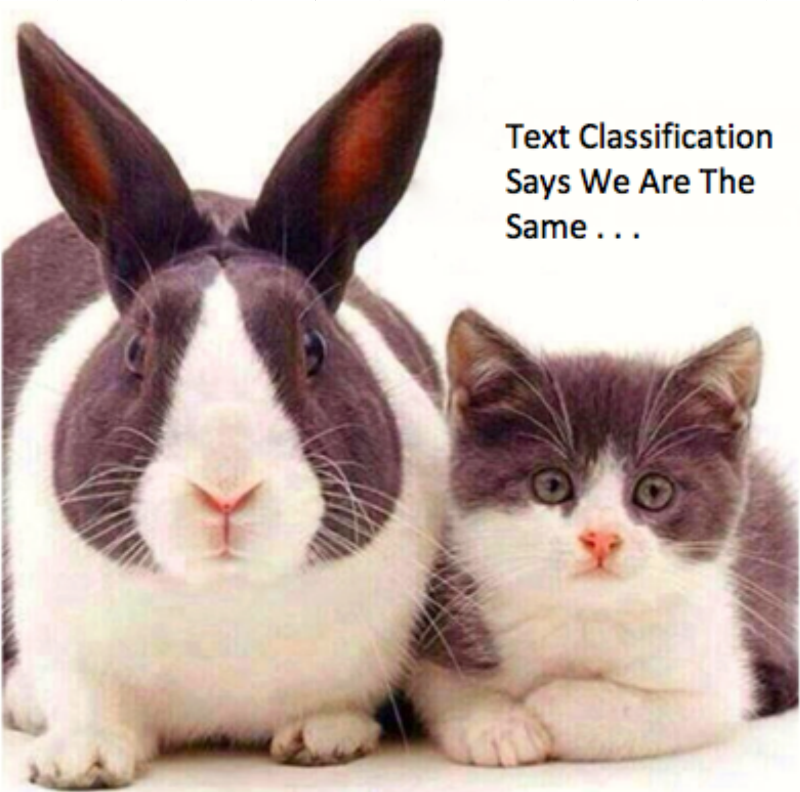 Text Classification
Says We Are The
Same . . .